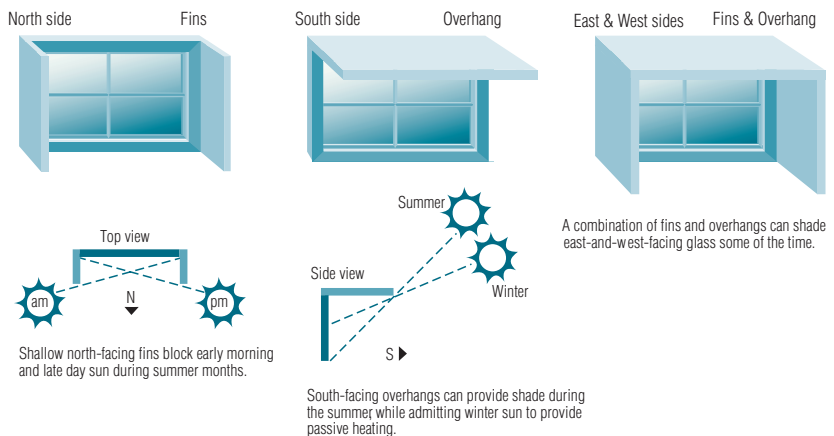 North side Fins
Top view
am
N
pm
Shallow north-facing fins block early morning
and late day sun during summer months.
South side Overhang
Summer
Winter
Side view
S
South-facing overhangs can provide shade during
the summer, while admitting winter sun to provide
passive heating.
East & West sides Fins & Overhang
A combination of fins and overhangs can shade
east-and-west-facing glass some of the time.